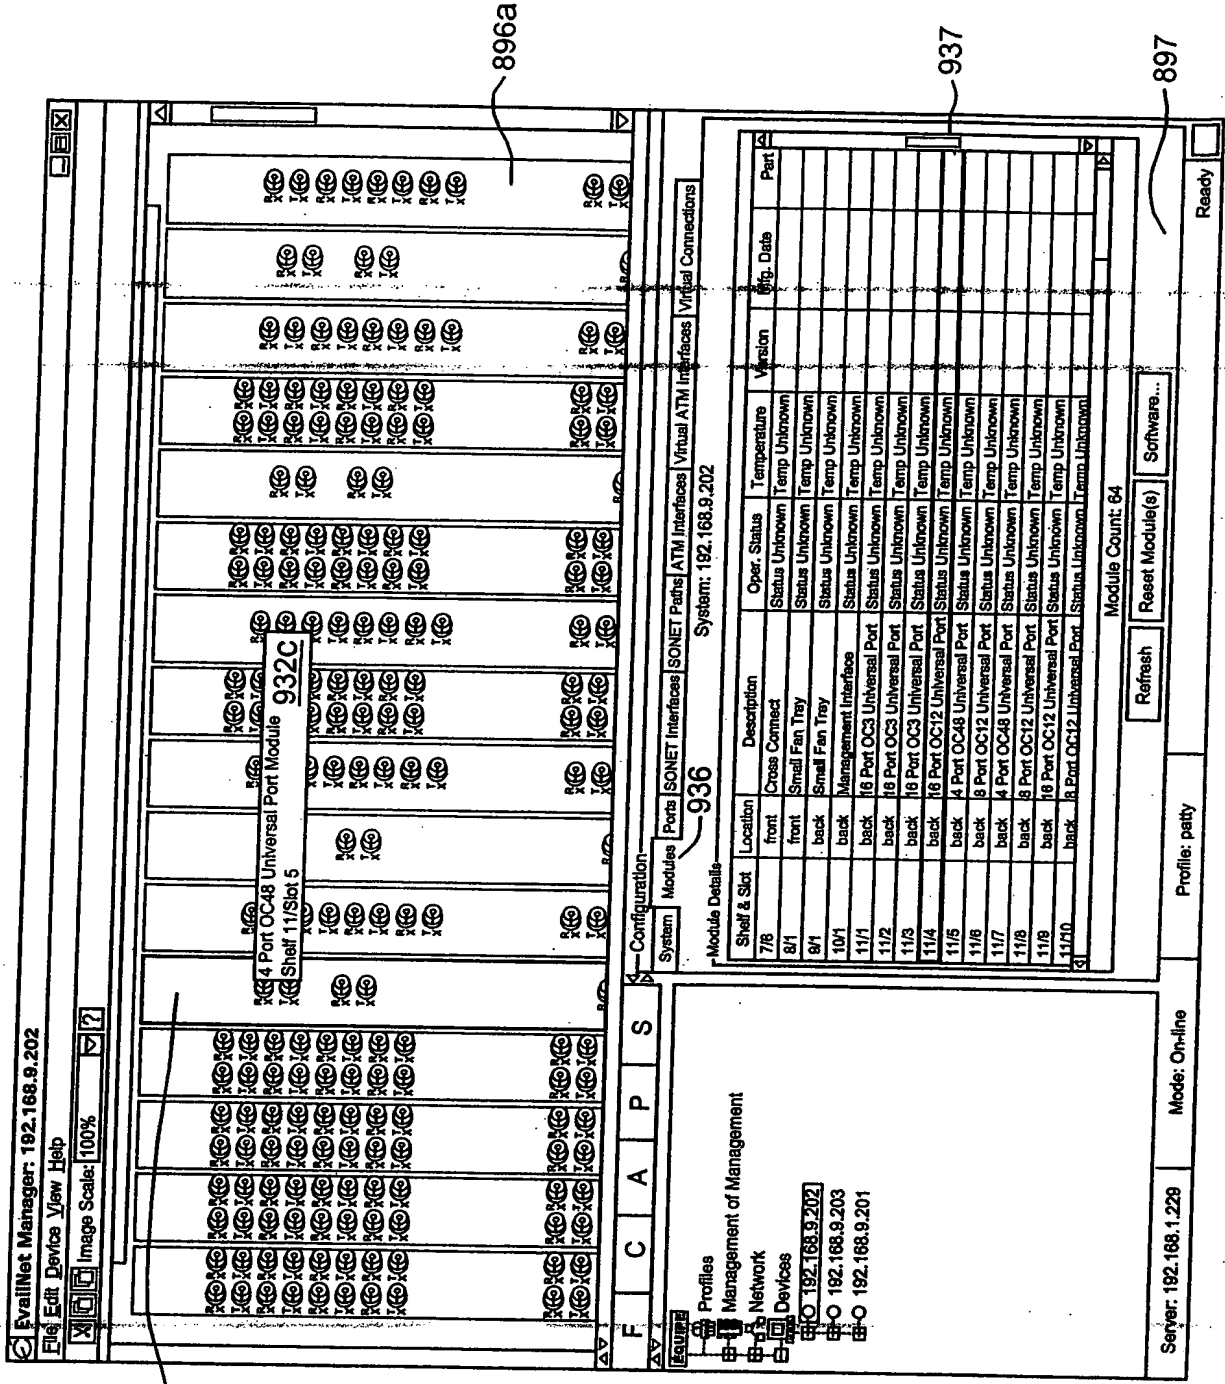 EvailNet Manager: 192.168.9.202
File Edit Device View Help
Image Scale: 100% ?
896a
4 Port OC48 Universal Port Module
Shelf 11/Slot 5
932C
F C A P S
EQUIPE
Profiles
Management of Management
Network
Devices
192.168.9.202
192.168.9.203
192.168.9.201
Configuration
System Modules Ports SONET Interfaces SONET Paths ATM Interfaces Virtual ATM Interfaces Virtual Connections
936
System: 192.168.9.202
Module Details
937
Shelf & Slot Location Description Oper. Status Temperature Version Mfg. Date Part
7/8 front Cross Connect Status Unknown Temp Unknown
8/1 front Small Fan Tray Status Unknown Temp Unknown
9/1 back Small Fan Tray Status Unknown Temp Unknown
10/1 back Management Interface Status Unknown Temp Unknown
11/1 back 16 Port OC3 Universal Port Status Unknown Temp Unknown
11/2 back 16 Port OC3 Universal Port Status Unknown Temp Unknown
11/3 back 16 Port OC3 Universal Port Status Unknown Temp Unknown
11/4 back 16 Port OC12 Universal Port Status Unknown Temp Unknown
11/5 back 4 Port OC48 Universal Port Status Unknown Temp Unknown
11/6 back 8 Port OC12 Universal Port Status Unknown Temp Unknown
11/7 back 4 Port OC48 Universal Port Status Unknown Temp Unknown
11/8 back 8 Port OC12 Universal Port Status Unknown Temp Unknown
11/9 back 16 Port OC12 Universal Port Status Unknown Temp Unknown
11/10 back 8 Port OC12 Universal Port Status Unknown Temp Unknown
Module Count: 64
Refresh Reset Module(s) Software...
897
Server: 192.168.1.229 Mode: On-line Profile: patty Ready